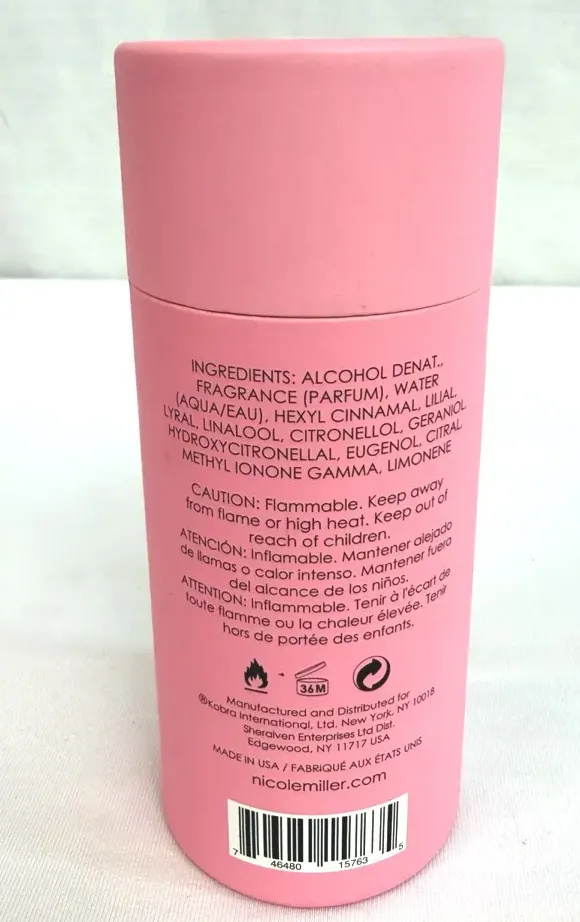 INGREDIENTS: ALCOHOL DENAT.,
FRAGRANCE (PARFUM), WATER
(AQUA/EAU), HEXYL CINNAMAL, LILIAL,
LYRAL, LINALOOL, CITRONELLOL, GERANIOL
HYDROXYCITRONELLAL, EUGENOL, CITRAL
METHYL IONONE GAMMA, LIMONENE
CAUTION: Flammable. Keep away
from flame or high heat. Keep out of
reach of children.
ATENCIÓN: Inflamable. Mantener alejado
de llamas o calor intenso. Mantener fuera
del alcance de los niños.
ATTENTION: Inflammable. Tenir à l'écart de
toute flamme ou la chaleur élevée. Tenir
hors de portée des enfants.
36M
Manufactured and Distributed for
®Kobra International, Ltd. New York, NY 10018
Sheralven Enterprises Ltd Dist.
Edgewood, NY 11717 USA
MADE IN USA / FABRIQUÉ AUX ÉTATS UNIS
nicolemiller.com
7 46480 15763 5